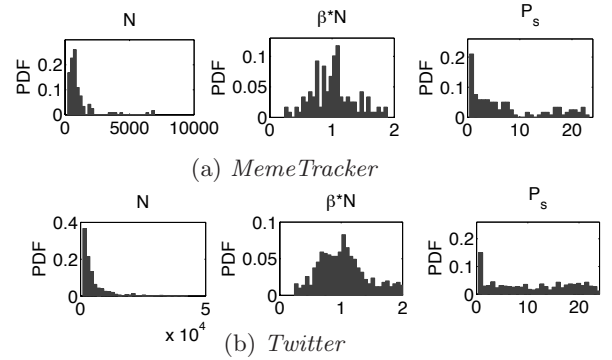 N β*N P_s
PDF 0.2 0.1 0 0 5000 10000
0.1 0.05 0 0 1 2
PDF 0.2 0.1 0 0 10 20
(a) MemeTracker
N β*N P_s
PDF 0.4 0.2 0 0 5 x 10^4
PDF 0.1 0.05 0 0 1 2
PDF 0.2 0.1 0 0 10 20
(b) Twitter